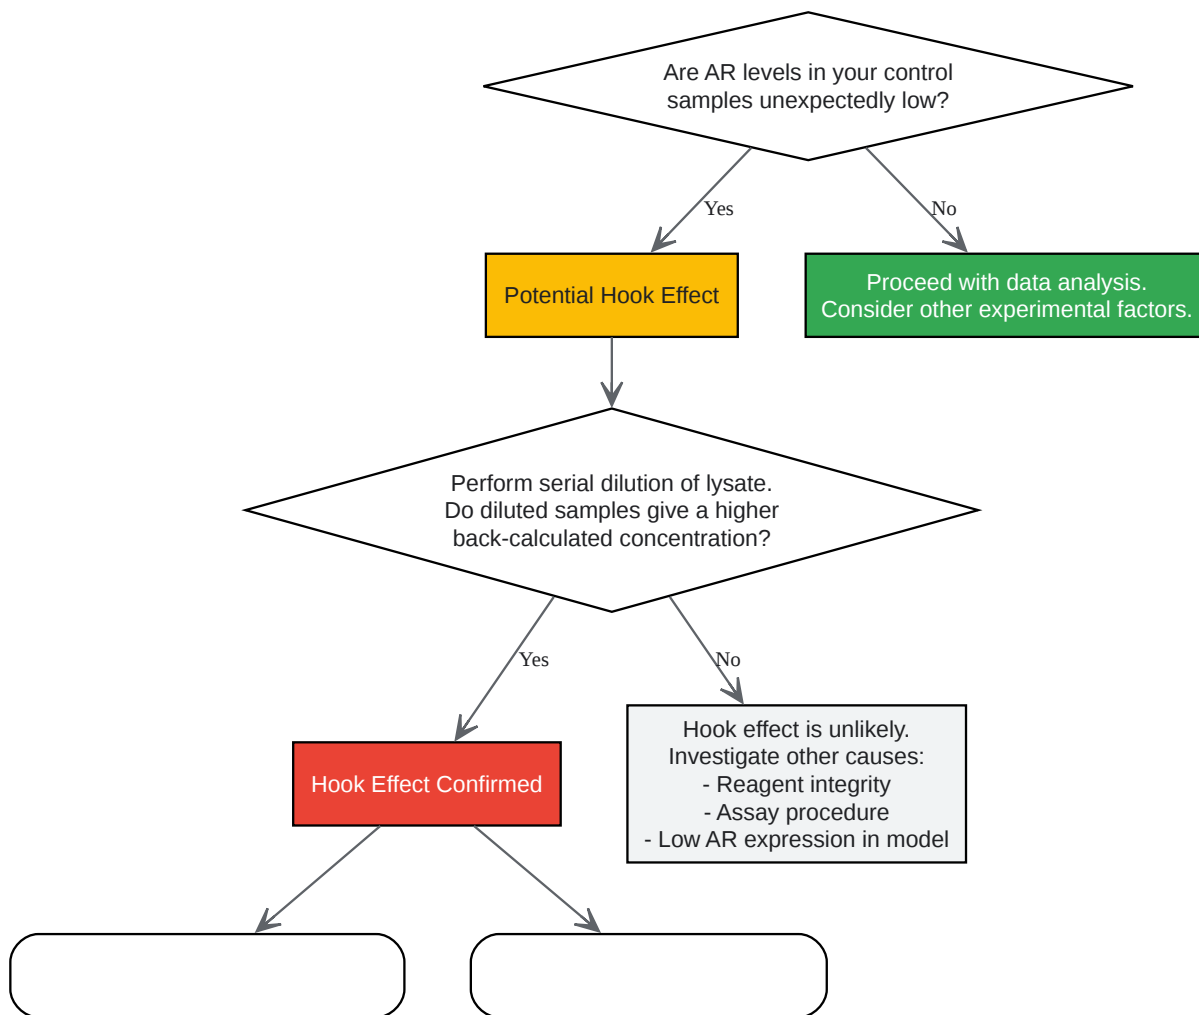 Are AR levels in your control
samples unexpectedly low?
Yes
No
Potential Hook Effect
Proceed with data analysis.
Consider other experimental factors.
Perform serial dilution of lysate.
Do diluted samples give a higher
back-calculated concentration?
Yes
No
Hook effect is unlikely.
Investigate other causes:
- Reagent integrity
- Assay procedure
- Low AR expression in model
Hook Effect Confirmed